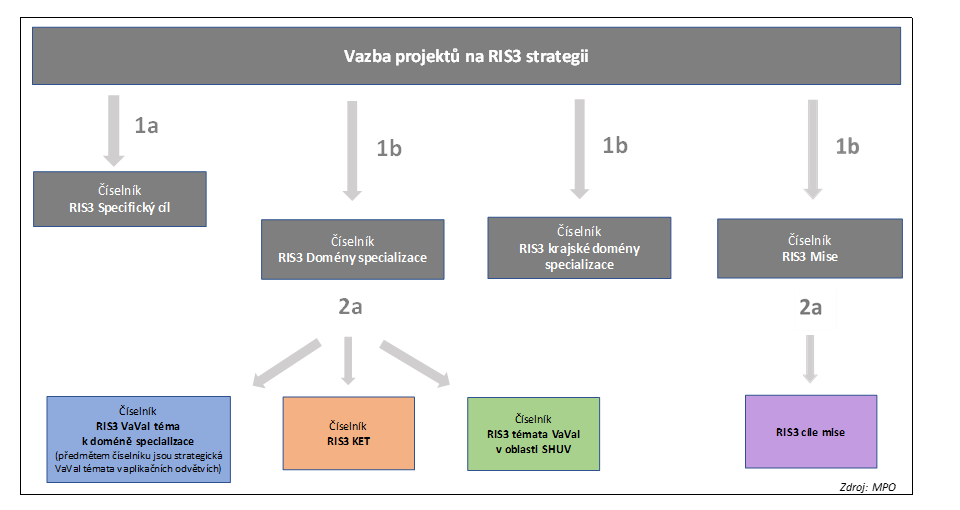 Vazba projektů na RIS3 strategii
1a
1b
1b
1b
Číselník
RIS3 Specifický cíl
Číselník
RIS3 Domény specializace
Číselník
RIS3 krajské domény
specializace
Číselník
RIS3 Mise
2a
2a
Číselník
RIS3 VaVaI téma
k doméně specializace
(předmětem číselníku jsou strategická
VaVaI témata v aplikačních odvětvích)
Číselník
RIS3 KET
Číselník
RIS3 témata VaVaI
v oblasti SHUV
RIS3 cíle mise
Zdroj: MPO